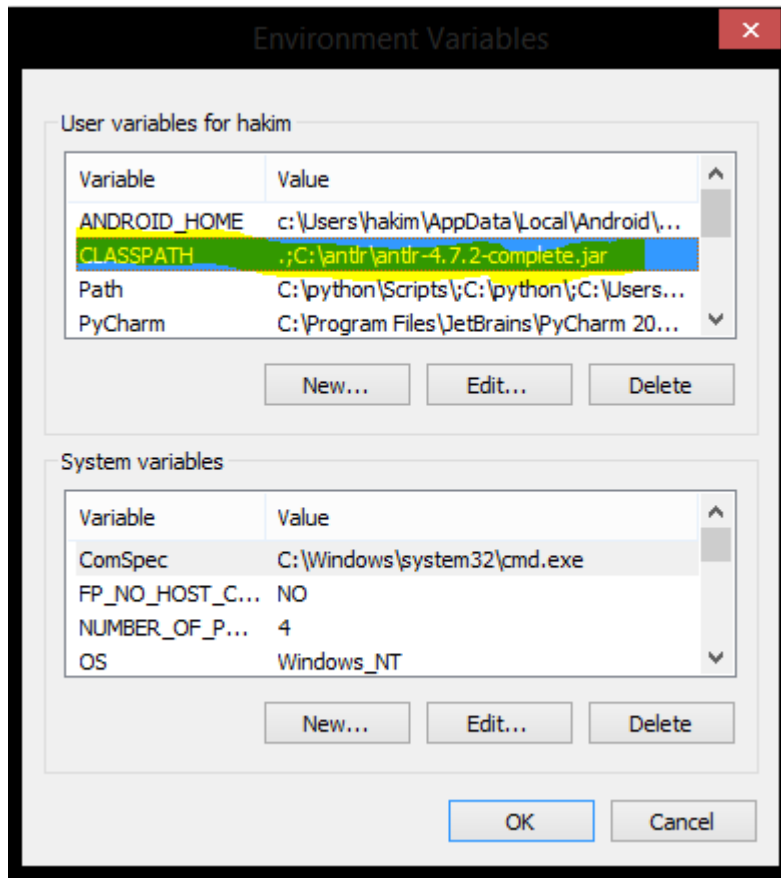 Environment Variables
User variables for hakim
Variable Value
ANDROID_HOME c:\Users\hakim\AppData\Local\Android\...
CLASSPATH .;C:\antlr\antlr-4.7.2-complete.jar
Path C:\python\Scripts\;C:\python\;C:\Users...
PyCharm C:\Program Files\JetBrains\PyCharm 20...
New... Edit... Delete
System variables
Variable Value
ComSpec C:\Windows\system32\cmd.exe
FP_NO_HOST_C... NO
NUMBER_OF_P... 4
OS Windows_NT
New... Edit... Delete
OK Cancel